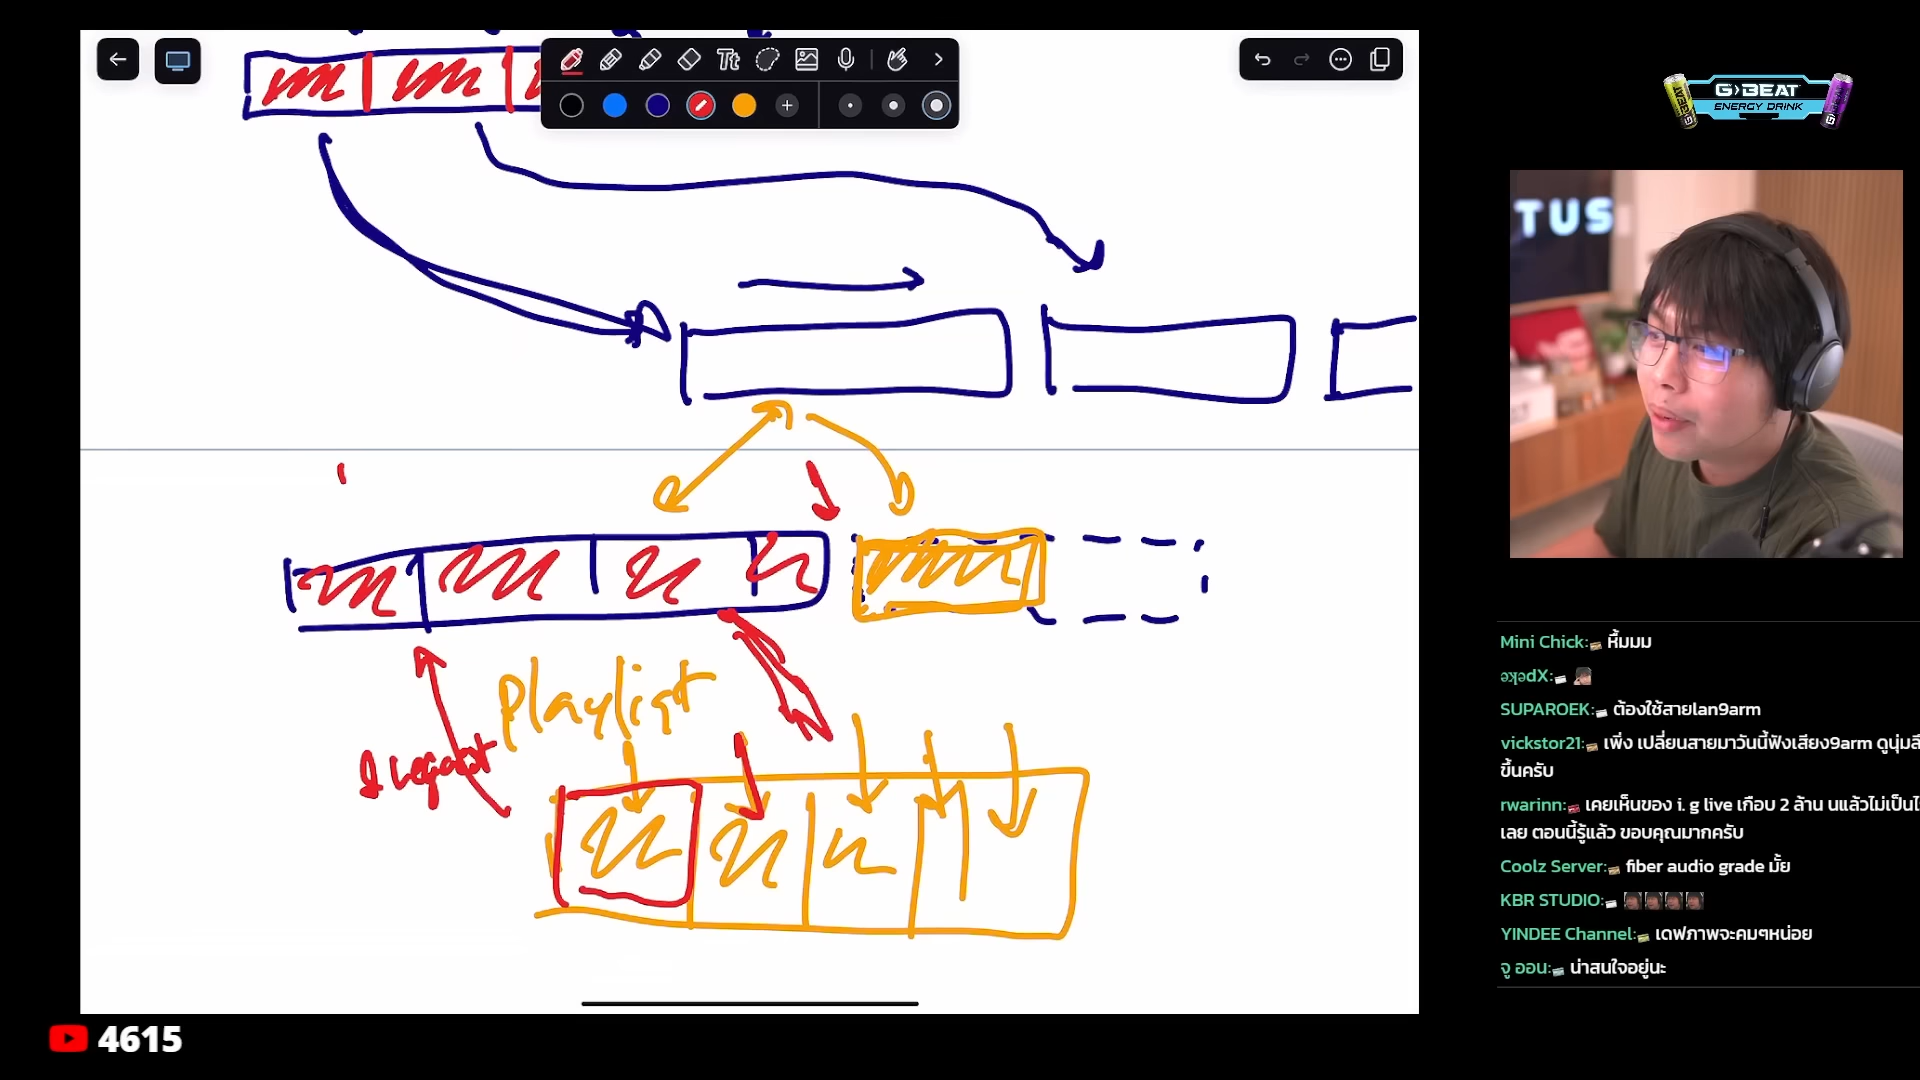 Tt
G>BEAT
ENERGY DRINK
TUS
Playlist
Mini Chick: หึ้มมม
SUPAROEK: ต้องใช้สายlan9arm
vickstor21: เพิ่ง เปลี่ยนสายมาวันนี้ฟังเสียง9arm ดูนุ่มลึ
ขึ้นครับ
rwarinn: เคยเห็นของ i. g live เกือบ 2 ล้าน นแล้วไม่เป็นไ
เลย ตอนนี้รู้แล้ว ขอบคุณมากครับ
Coolz Server: fiber audio grade มั้ย
KBR STUDIO:
YINDEE Channel: เดฟภาพจะคมๆหน่อย
จู ออน: น่าสนใจอยู่นะ
4615